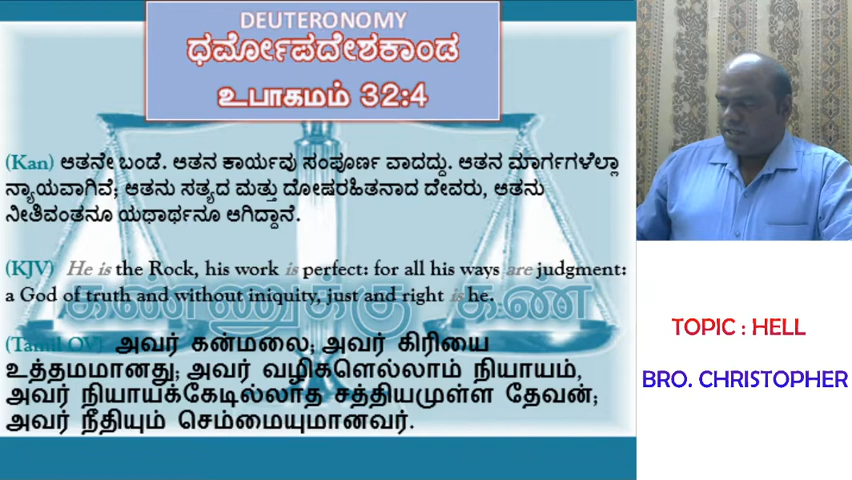 DEUTERONOMY
ಧರ್ಮೋಪದೇಶಕಾಂಡ
உபாகமம் 32:4
(Kan) ಆತನೇ ಬಂಡೆ. ಆತನ ಕಾರ್ಯವು ಸಂಪೂರ್ಣ ವಾದದ್ದು. ಆತನ ಮಾರ್ಗಗಳೆಲ್ಲಾ
ನ್ಯಾಯವಾಗಿವೆ; ಆತನು ಸತ್ಯದ ಮತ್ತು ದೋಷರಹಿತನಾದ ದೇವರು, ಆತನು
ನೀತಿವಂತನೂ ಯಥಾರ್ಥನೂ ಆಗಿದ್ದಾನೆ.
(KJV) He is the Rock, his work is perfect: for all his ways are judgment:
a God of truth and without iniquity, just and right is he.
கண்ணுக்கு கண்
(Tamil OV) அவர் கன்மலை; அவர் கிரியை
உத்தமமானது; அவர் வழிகளெல்லாம் நியாயம்,
அவர் நியாயக்கேடில்லாத சத்தியமுள்ள தேவன்;
அவர் நீதியும் செம்மையுமானவர்.
TOPIC : HELL
BRO. CHRISTOPHER